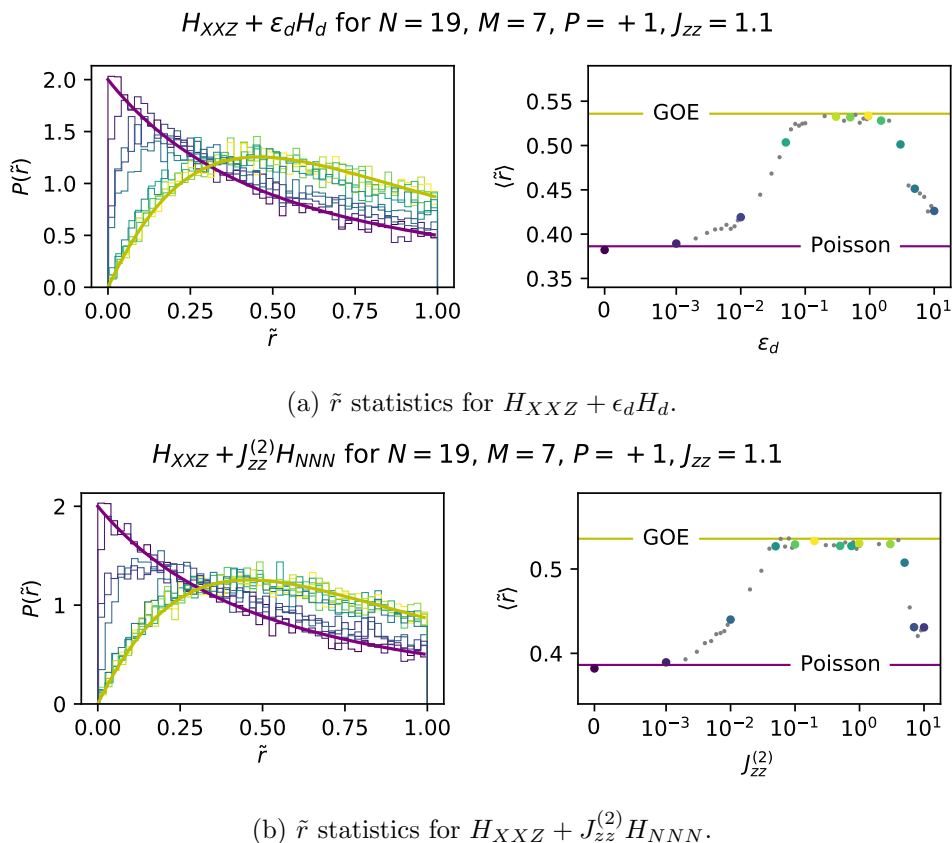 H_{XXZ} + ε_dH_d for N = 19, M = 7, P = + 1, J_{zz} = 1.1
2.0
1.5
1.0
0.5
0.0
P(r̃)
0.00 0.25 0.50 0.75 1.00
r̃
0.55
0.50
0.45
0.40
0.35
⟨r̃⟩
GOE
Poisson
0 10^{−3} 10^{−2} 10^{−1} 10^{0} 10^{1}
ε_d
(a) r̃ statistics for H_{XXZ} + ϵ_dH_d.
H_{XXZ} + J_{zz}^{(2)}H_{NNN} for N = 19, M = 7, P = + 1, J_{zz} = 1.1
2
1
0
P(r̃)
0.00 0.25 0.50 0.75 1.00
r̃
0.5
0.4
⟨r̃⟩
GOE
Poisson
0 10^{−3} 10^{−2} 10^{−1} 10^{0} 10^{1}
J_{zz}^{(2)}
(b) r̃ statistics for H_{XXZ} + J_{zz}^{(2)}H_{NNN}.